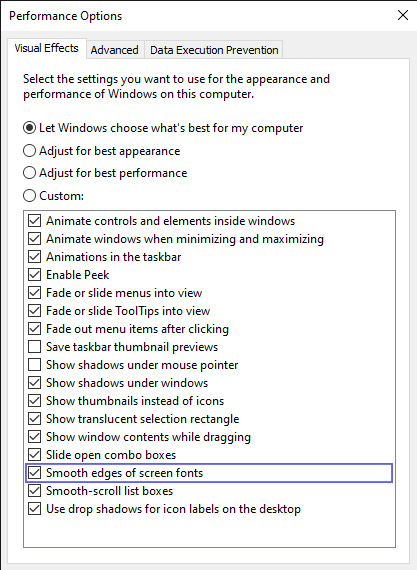 Performance Options
Visual Effects Advanced Data Execution Prevention
Select the settings you want to use for the appearance and
performance of Windows on this computer.
Let Windows choose what's best for my computer
Adjust for best appearance
Adjust for best performance
Custom:
Animate controls and elements inside windows
Animate windows when minimizing and maximizing
Animations in the taskbar
Enable Peek
Fade or slide menus into view
Fade or slide ToolTips into view
Fade out menu items after clicking
Save taskbar thumbnail previews
Show shadows under mouse pointer
Show shadows under windows
Show thumbnails instead of icons
Show translucent selection rectangle
Show window contents while dragging
Slide open combo boxes
Smooth edges of screen fonts
Smooth-scroll list boxes
Use drop shadows for icon labels on the desktop